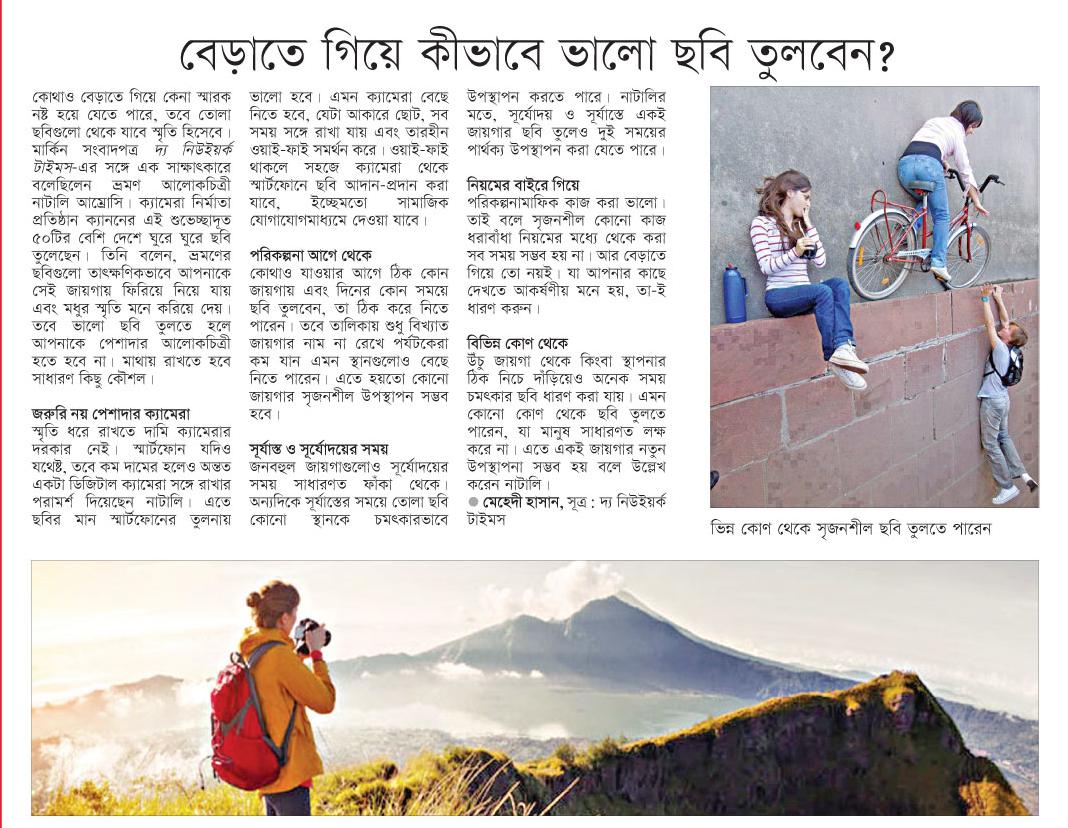 বেড়াতে গিয়ে কীভাবে ভালো ছবি তুলবেন?
কোথাও বেড়াতে গিয়ে কেনা স্মারক
নষ্ট হয়ে যেতে পারে, তবে তোলা
ছবিগুলো থেকে যাবে স্মৃতি হিসেবে।
মার্কিন সংবাদপত্র দ্য নিউইয়র্ক
টাইমস-এর সঙ্গে এক সাক্ষাৎকারে
বলেছিলেন ভ্রমণ আলোকচিত্রী
নাটালি আম্রোসি। ক্যামেরা নির্মাতা
প্রতিষ্ঠান ক্যাননের এই শুভেচ্ছাদূত
৫০টির বেশি দেশে ঘুরে ঘুরে ছবি
তুলেছেন। তিনি বলেন, ভ্রমণের
ছবিগুলো তাৎক্ষণিকভাবে আপনাকে
সেই জায়গায় ফিরিয়ে নিয়ে যায়
এবং মধুর স্মৃতি মনে করিয়ে দেয়।
তবে ভালো ছবি তুলতে হলে
আপনাকে পেশাদার আলোকচিত্রী
হতে হবে না। মাথায় রাখতে হবে
সাধারণ কিছু কৌশল।
জরুরি নয় পেশাদার ক্যামেরা
স্মৃতি ধরে রাখতে দামি ক্যামেরার
দরকার নেই। স্মার্টফোন যদিও
যথেষ্ট, তবে কম দামের হলেও অন্তত
একটা ডিজিটাল ক্যামেরা সঙ্গে রাখার
পরামর্শ দিয়েছেন নাটালি। এতে
ছবির মান স্মার্টফোনের তুলনায়
ভালো হবে। এমন ক্যামেরা বেছে
নিতে হবে, যেটা আকারে ছোট, সব
সময় সঙ্গে রাখা যায় এবং তারহীন
ওয়াই-ফাই সমর্থন করে। ওয়াই-ফাই
থাকলে সহজে ক্যামেরা থেকে
স্মার্টফোনে ছবি আদান-প্রদান করা
যাবে, ইচ্ছেমতো সামাজিক
যোগাযোগমাধ্যমে দেওয়া যাবে।
পরিকল্পনা আগে থেকে
কোথাও যাওয়ার আগে ঠিক কোন
জায়গায় এবং দিনের কোন সময়ে
ছবি তুলবেন, তা ঠিক করে নিতে
পারেন। তবে তালিকায় শুধু বিখ্যাত
জায়গার নাম না রেখে পর্যটকেরা
কম যান এমন স্থানগুলোও বেছে
নিতে পারেন। এতে হয়তো কোনো
জায়গার সৃজনশীল উপস্থাপন সম্ভব
হবে।
সূর্যাস্ত ও সূর্যোদয়ের সময়
জনবহুল জায়গাগুলোও সূর্যোদয়ের
সময় সাধারণত ফাঁকা থেকে।
অন্যদিকে সূর্যাস্তের সময়ে তোলা ছবি
কোনো স্থানকে চমৎকারভাবে
উপস্থাপন করতে পারে। নাটালির
মতে, সূর্যোদয় ও সূর্যাস্তে একই
জায়গার ছবি তুলেও দুই সময়ের
পার্থক্য উপস্থাপন করা যেতে পারে।
নিয়মের বাইরে গিয়ে
পরিকল্পনামাফিক কাজ করা ভালো।
তাই বলে সৃজনশীল কোনো কাজ
ধরাবাঁধা নিয়মের মধ্যে থেকে করা
সব সময় সম্ভব হয় না। আর বেড়াতে
গিয়ে তো নয়ই। যা আপনার কাছে
দেখতে আকর্ষণীয় মনে হয়, তা-ই
ধারণ করুন।
বিভিন্ন কোণ থেকে
উঁচু জায়গা থেকে কিংবা স্থাপনার
ঠিক নিচে দাঁড়িয়েও অনেক সময়
চমৎকার ছবি ধারণ করা যায়। এমন
কোনো কোণ থেকে ছবি তুলতে
পারেন, যা মানুষ সাধারণত লক্ষ
করে না। এতে একই জায়গার নতুন
উপস্থাপনা সম্ভব হয় বলে উল্লেখ
করেন নাটালি।
● মেহেদী হাসান, সূত্র : দ্য নিউইয়র্ক
টাইমস
ভিন্ন কোণ থেকে সৃজনশীল ছবি তুলতে পারেন